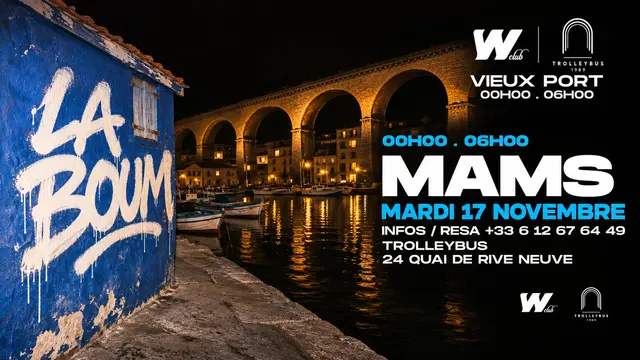 LA
BOUM
W club
TROLLEYBUS
1989
VIEUX PORT
00H00 . 06H00
00H00 . 06H00
MAMS
MARDI 17 NOVEMBRE
INFOS / RESA +33 6 12 67 64 49
TROLLEYBUS
24 QUAI DE RIVE NEUVE
W club
TROLLEYBUS
1989